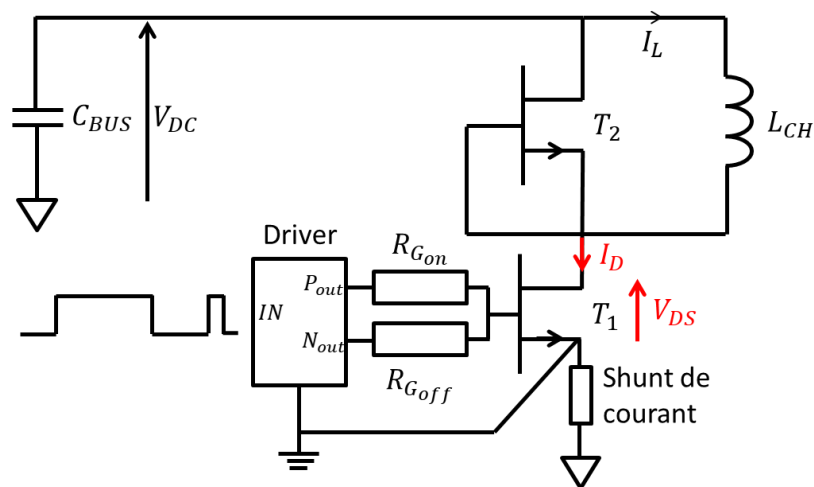 I_L
C_BUS
V_DC
T_2
L_CH
Driver
R_Gon
I_D
P_out
IN
T_1
V_DS
N_out
R_Goff
Shunt de
courant